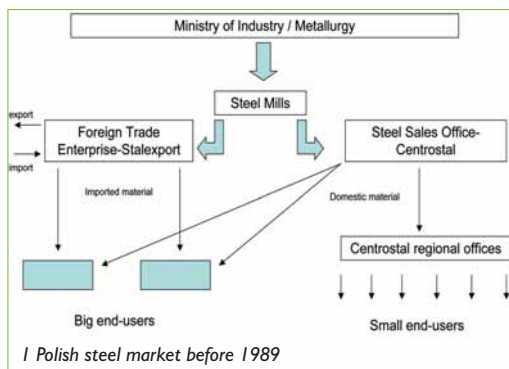 Ministry of Industry / Metallurgy
Steel Mills
export
import
Foreign Trade
Enterprise-Stalexport
Steel Sales Office-
Centrostal
Imported material
Domestic material
Centrostal regional offices
Big end-users
Small end-users
1 Polish steel market before 1989